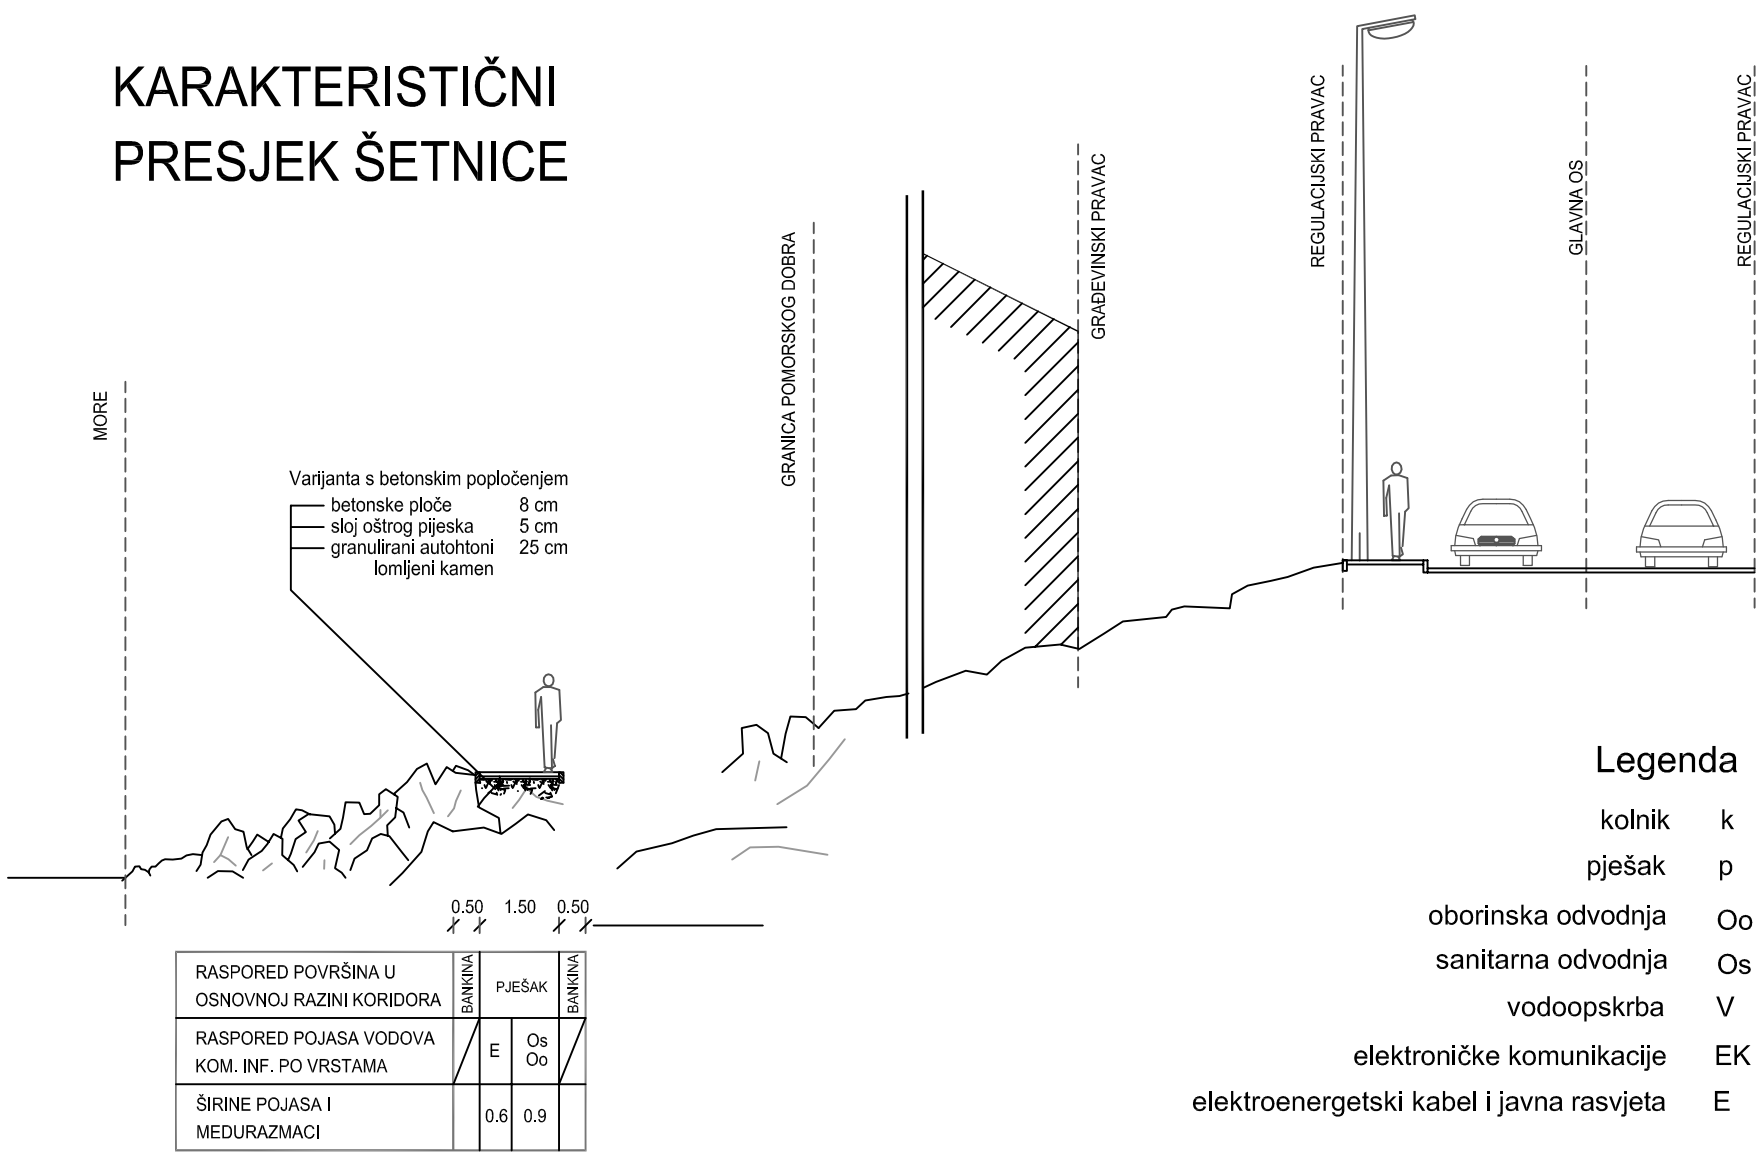 KARAKTERISTIČNI
PRESJEK ŠETNICE
MORE
Varijanta s betonskim popločenjem
betonske ploče 8 cm
sloj oštrog pijeska 5 cm
granulirani autohtoni 25 cm
lomljeni kamen
GRANICA POMORSKOG DOBRA
GRAĐEVINSKI PRAVAC
REGULACIJSKI PRAVAC
GLAVNA OS
REGULACIJSKI PRAVAC
0.50 1.50 0.50
RASPORED POVRŠINA U
OSNOVNOJ RAZINI KORIDORA
BANKINA
PJEŠAK
BANKINA
RASPORED POJASA VODOVA
KOM. INF. PO VRSTAMA
E
Os
Oo
ŠIRINE POJASA I
MEDURAZMACI
0.6 0.9
Legenda
kolnik k
pješak p
oborinska odvodnja Oo
sanitarna odvodnja Os
vodoopskrba V
elektroničke komunikacije EK
elektroenergetski kabel i javna rasvjeta E